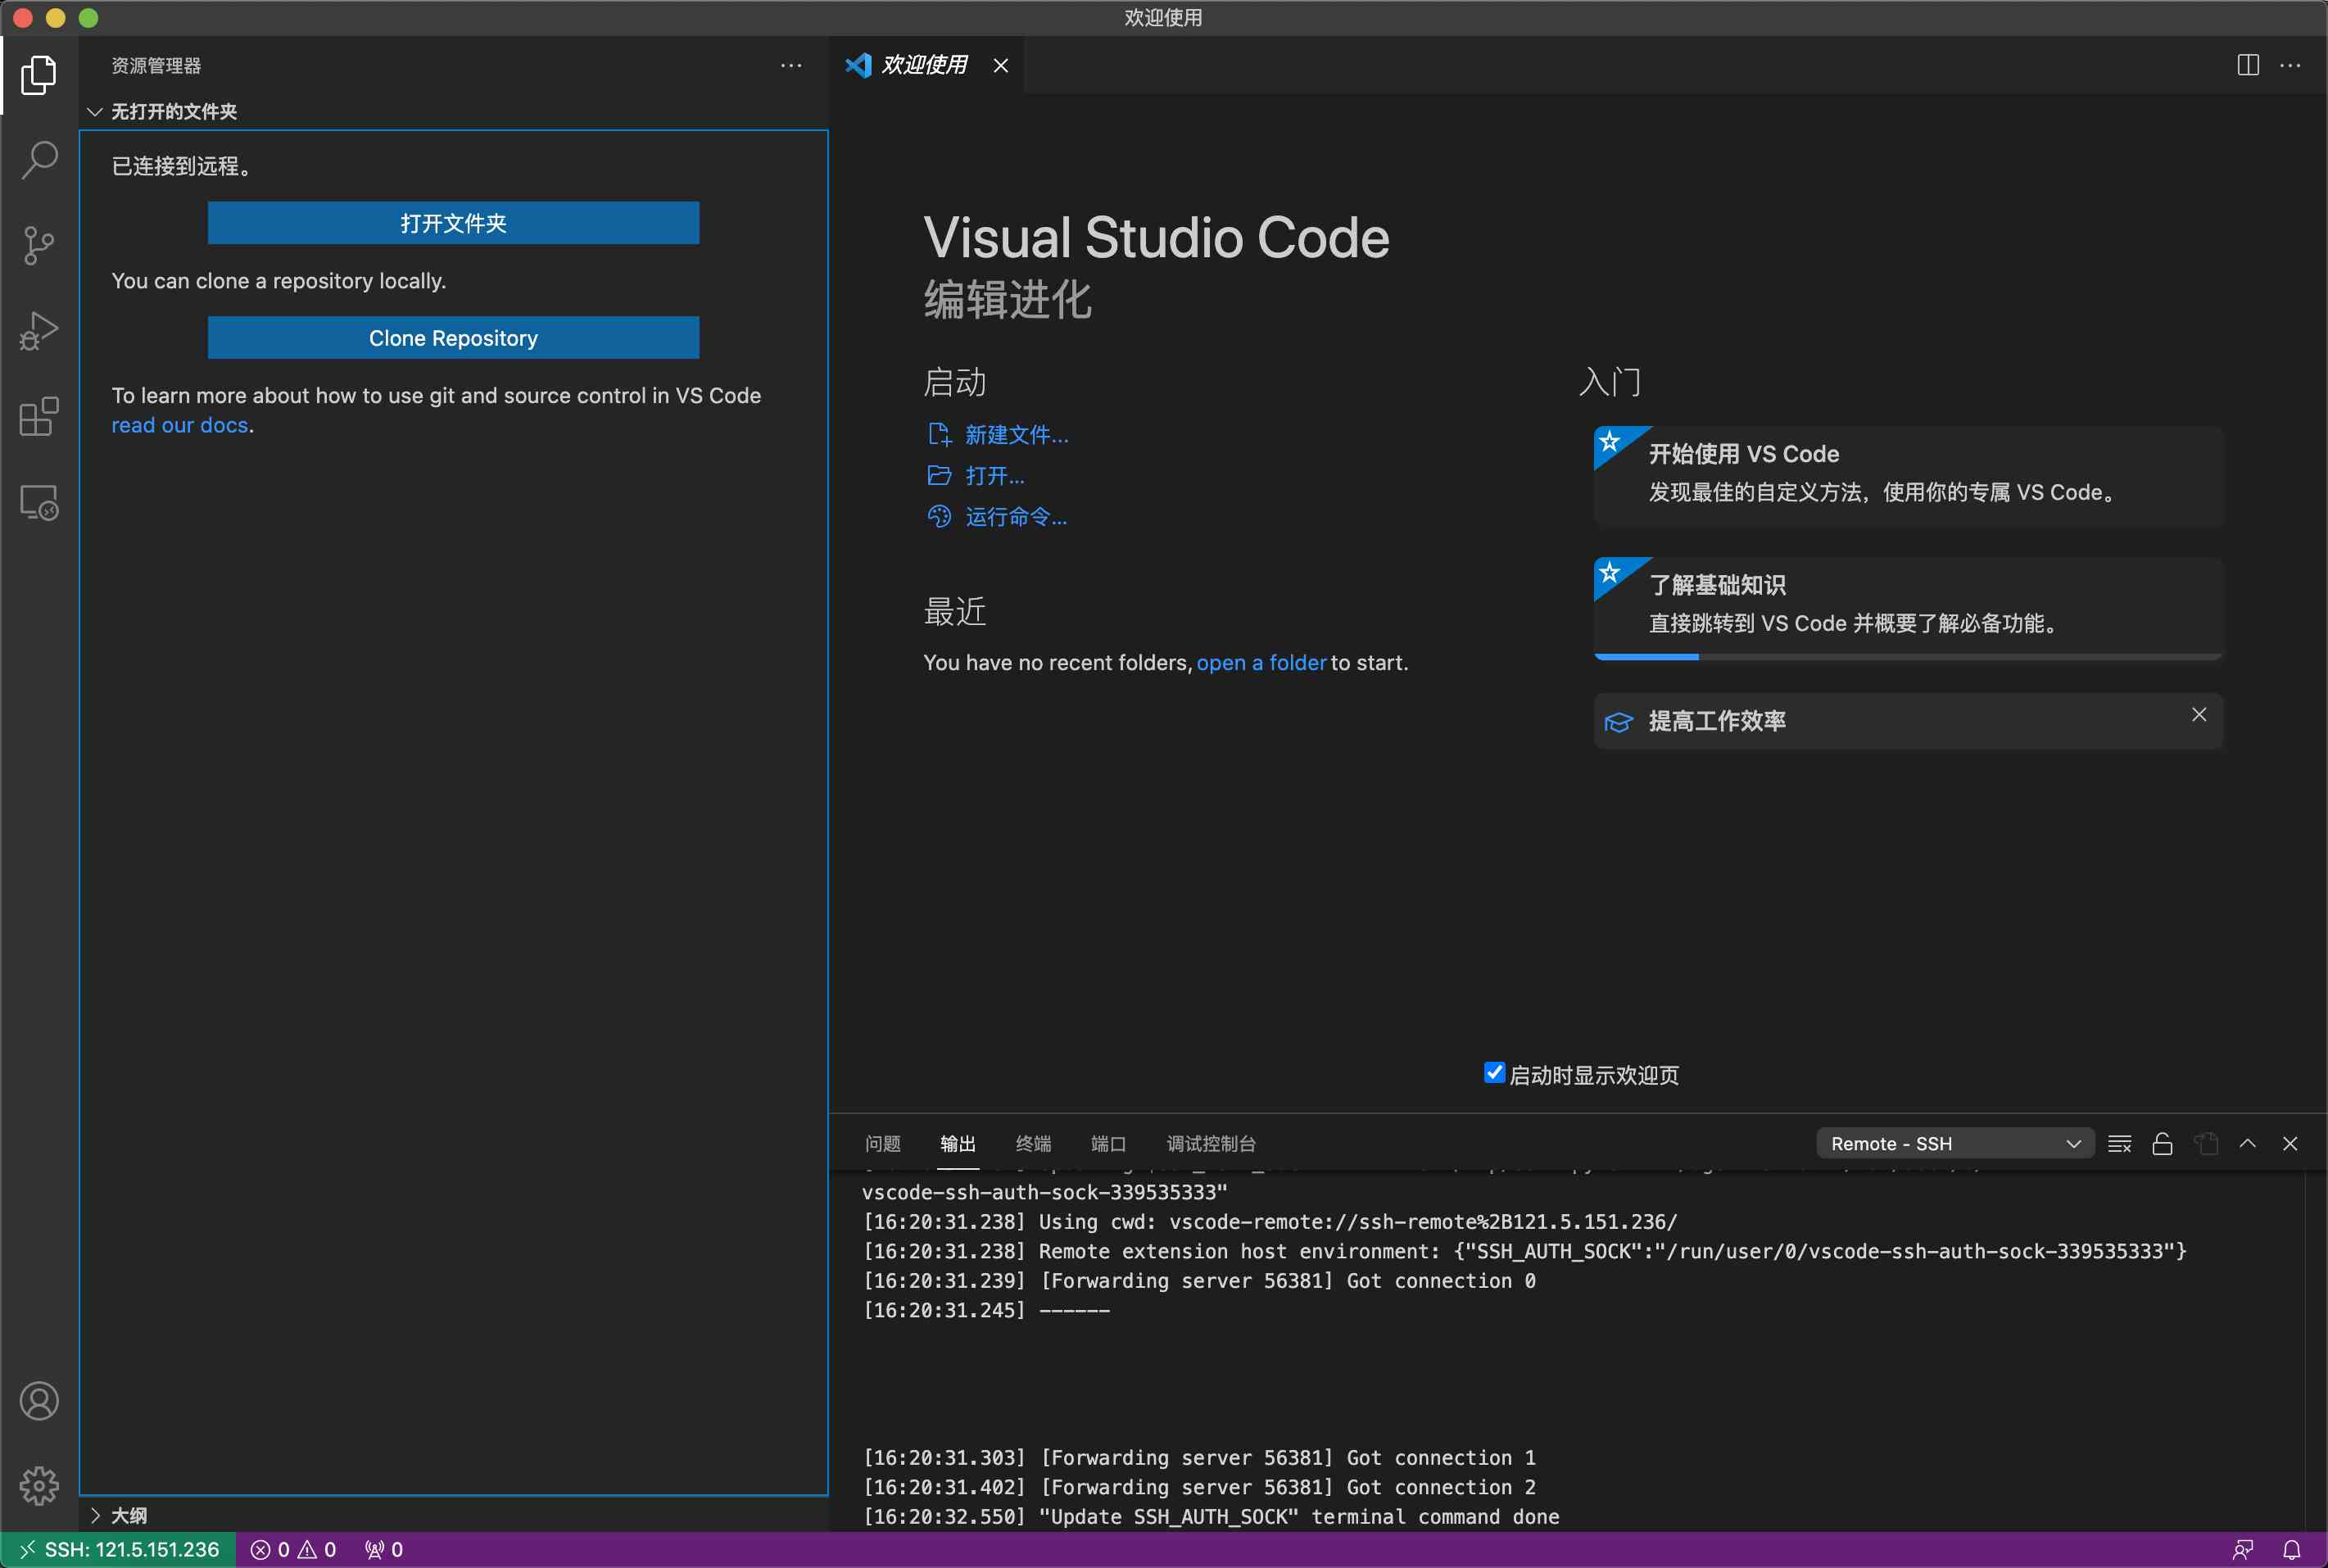 欢迎使用
资源管理器
无打开的文件夹
已连接到远程。
打开文件夹
You can clone a repository locally.
Clone Repository
To learn more about how to use git and source control in VS Code
read our docs.
大纲
欢迎使用
Visual Studio Code
编辑进化
启动
新建文件...
打开...
运行命令...
最近
You have no recent folders, open a folder to start.
入门
开始使用 VS Code
发现最佳的自定义方法，使用你的专属 VS Code。
了解基础知识
直接跳转到 VS Code 并概要了解必备功能。
提高工作效率
启动时显示欢迎页
问题 输出 终端 端口 调试控制台 Remote - SSH
vscode-ssh-auth-sock-339535333"
[16:20:31.238] Using cwd: vscode-remote://ssh-remote%2B121.5.151.236/
[16:20:31.238] Remote extension host environment: {"SSH_AUTH_SOCK":"/run/user/0/vscode-ssh-auth-sock-339535333"}
[16:20:31.239] [Forwarding server 56381] Got connection 0
[16:20:31.245] ------
[16:20:31.303] [Forwarding server 56381] Got connection 1
[16:20:31.402] [Forwarding server 56381] Got connection 2
[16:20:32.550] "Update SSH_AUTH_SOCK" terminal command done
SSH: 121.5.151.236 0 0 0